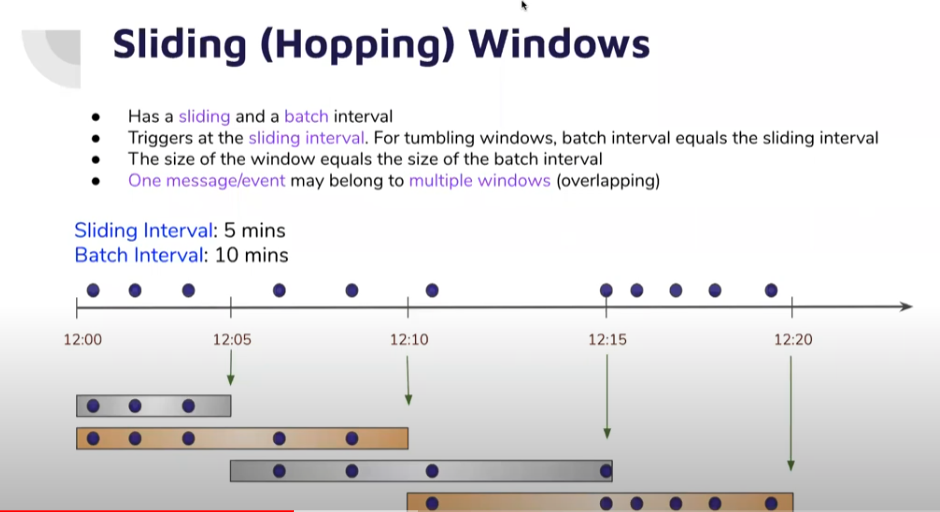 Sliding (Hopping) Windows
Has a sliding and a batch interval
Triggers at the sliding interval. For tumbling windows, batch interval equals the sliding interval
The size of the window equals the size of the batch interval
One message/event may belong to multiple windows (overlapping)
Sliding Interval: 5 mins
Batch Interval: 10 mins
12:00 12:05 12:10 12:15 12:20